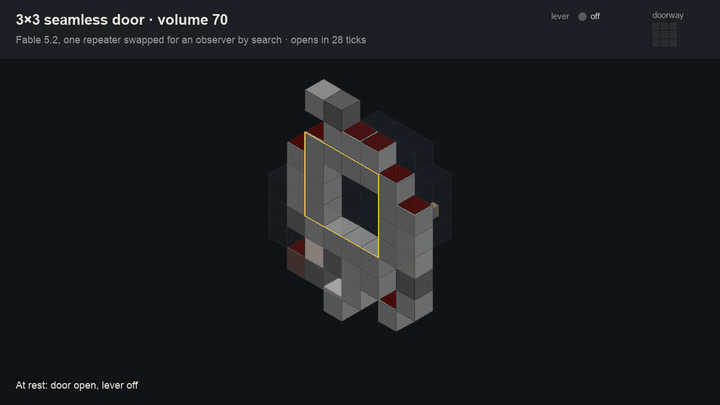 3×3 seamless door · volume 70
lever off
doorway
Fable 5.2, one repeater swapped for an observer by search · opens in 28 ticks
At rest: door open, lever off